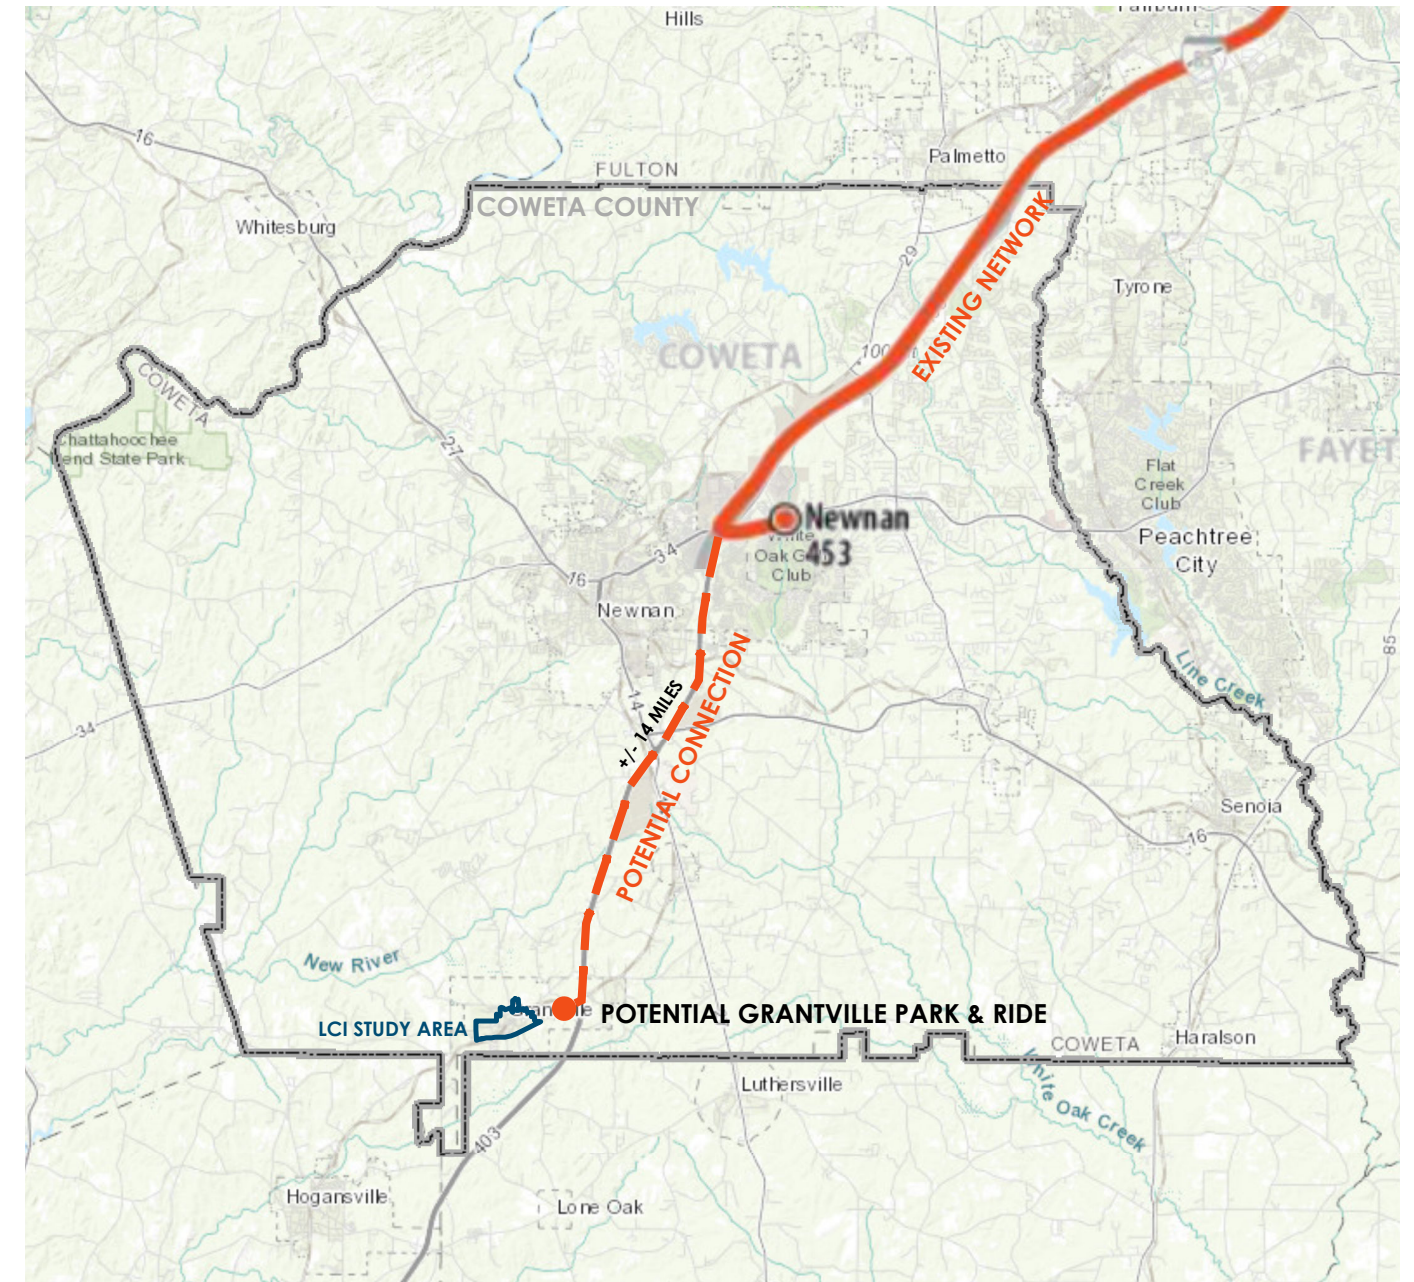 Hills
Fairburn
16
Palmetto
FULTON
COWETA COUNTY
Whitesburg
29
EXISTING NETWORK
Tyrone
COWETA
100
COWETA
Chattahoochee
Bend State Park
27
FAYET
Flat
Creek
Club
Newnan
453
White
Oak G
Club
Peachtree
City
34
16
Newnan
85
Line Creek
14
+/- 14 MILES
POTENTIAL CONNECTION
34
Senoia
16
New River
Grantville
POTENTIAL GRANTVILLE PARK & RIDE
LCI STUDY AREA
COWETA
Haralson
Luthersville
White Oak Creek
403
Hogansville
Lone Oak